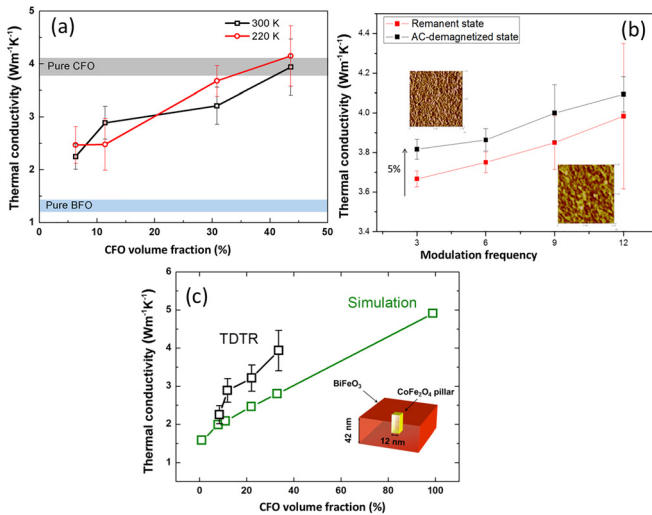 (a)
300 K
220 K
Pure CFO
Pure BFO
5
4
3
2
1
0 10 20 30 40 50
CFO volume fraction (%)
Thermal conductivity (Wm⁻¹K⁻¹)
(b)
Remanent state
AC-demagnetized state
5%
4.4
4.2
4.0
3.8
3.6
3.4
3 6 9 12
Modulation frequency
Thermal conductivity (Wm⁻¹K⁻¹)
(c)
Simulation
TDTR
BiFeO₃
CoFe₂O₄ pillar
42 nm
12 nm
6
5
4
3
2
1
0 20 40 60 80 100
CFO volume fraction (%)
Thermal conductivity (Wm⁻¹K⁻¹)